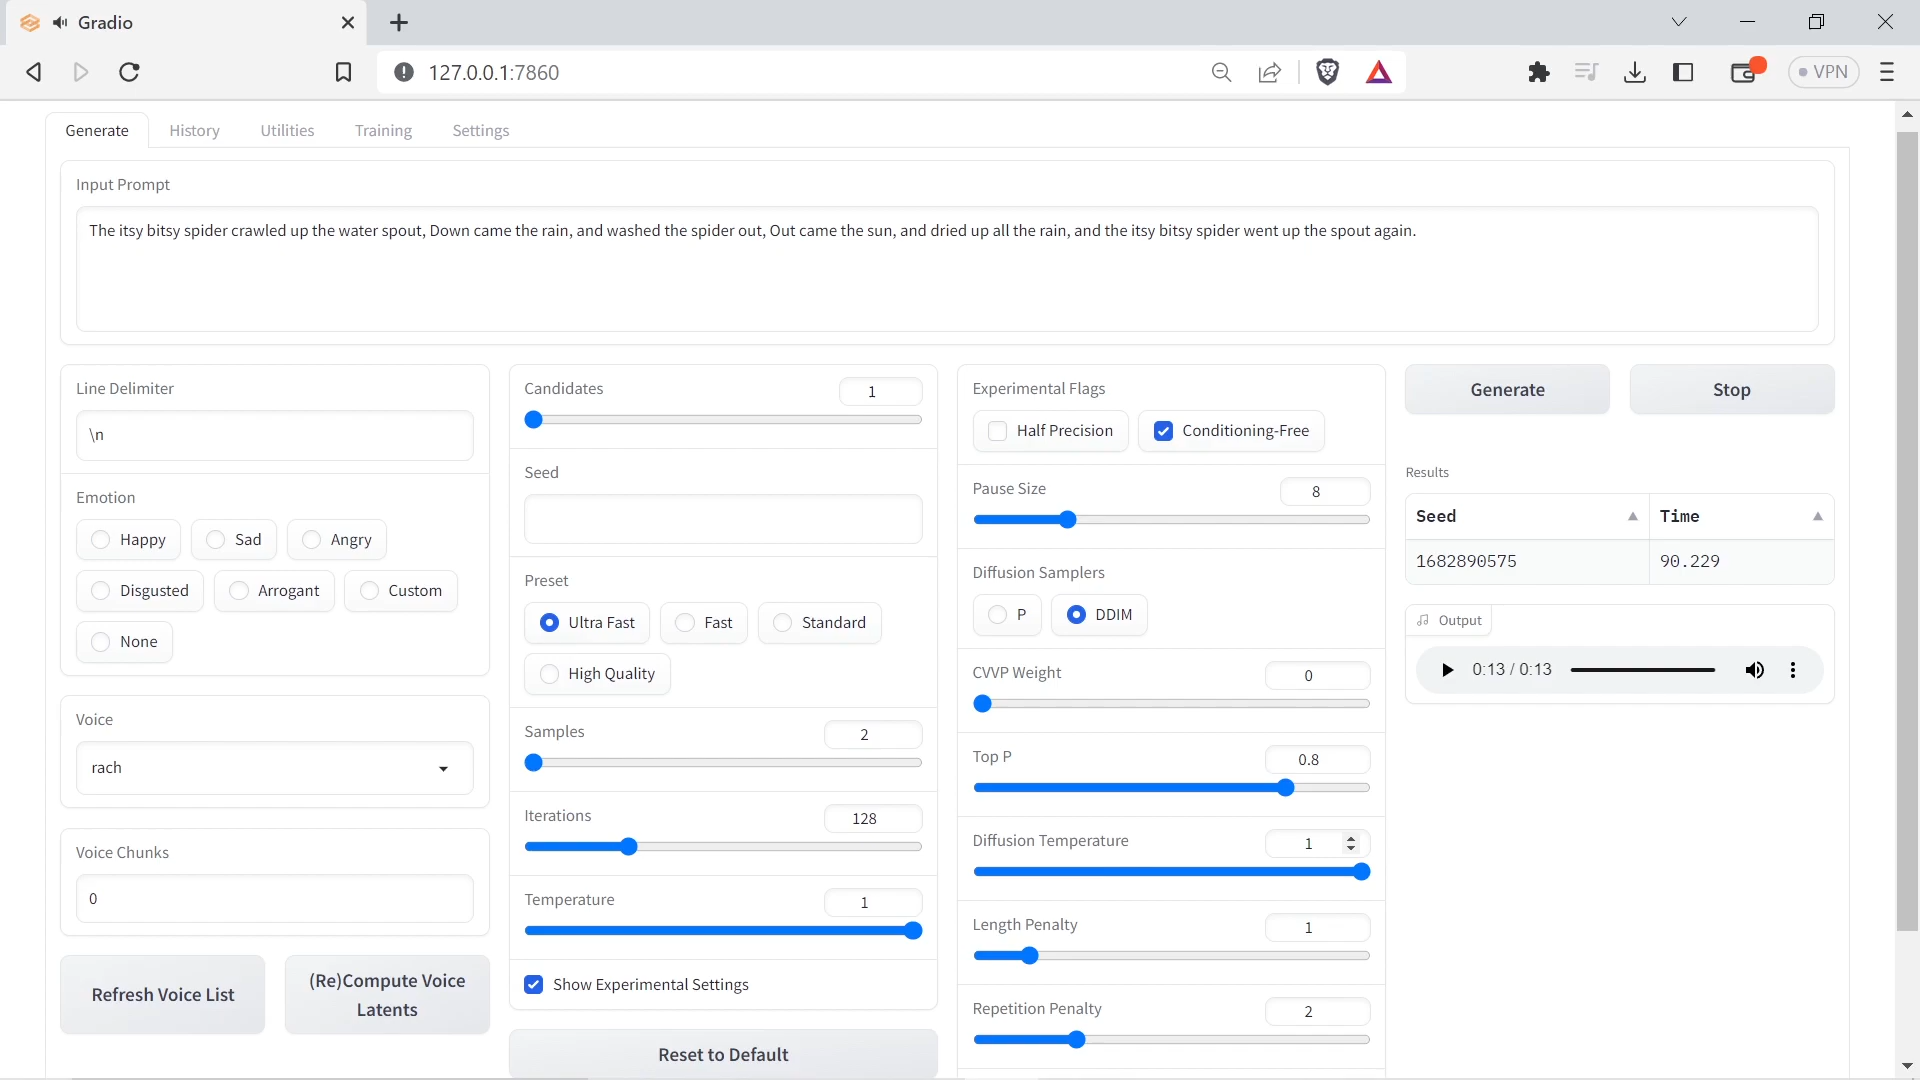 Gradio
127.0.0.1:7860
VPN
Generate History Utilities Training Settings
Input Prompt
The itsy bitsy spider crawled up the water spout, Down came the rain, and washed the spider out, Out came the sun, and dried up all the rain, and the itsy bitsy spider went up the spout again.
Line Delimiter
\n
Emotion
Happy Sad Angry
Disgusted Arrogant Custom
None
Voice
rach
Voice Chunks
0
Refresh Voice List
(Re)Compute Voice
Latents
Candidates 1
Seed
Preset
Ultra Fast Fast Standard
High Quality
Samples 2
Iterations 128
Temperature 1
Show Experimental Settings
Reset to Default
Experimental Flags
Half Precision Conditioning-Free
Pause Size 8
Diffusion Samplers
P DDIM
CVVP Weight 0
Top P 0.8
Diffusion Temperature 1
Length Penalty 1
Repetition Penalty 2
Generate Stop
Results
Seed Time
1682890575 90.229
Output
0:13 / 0:13